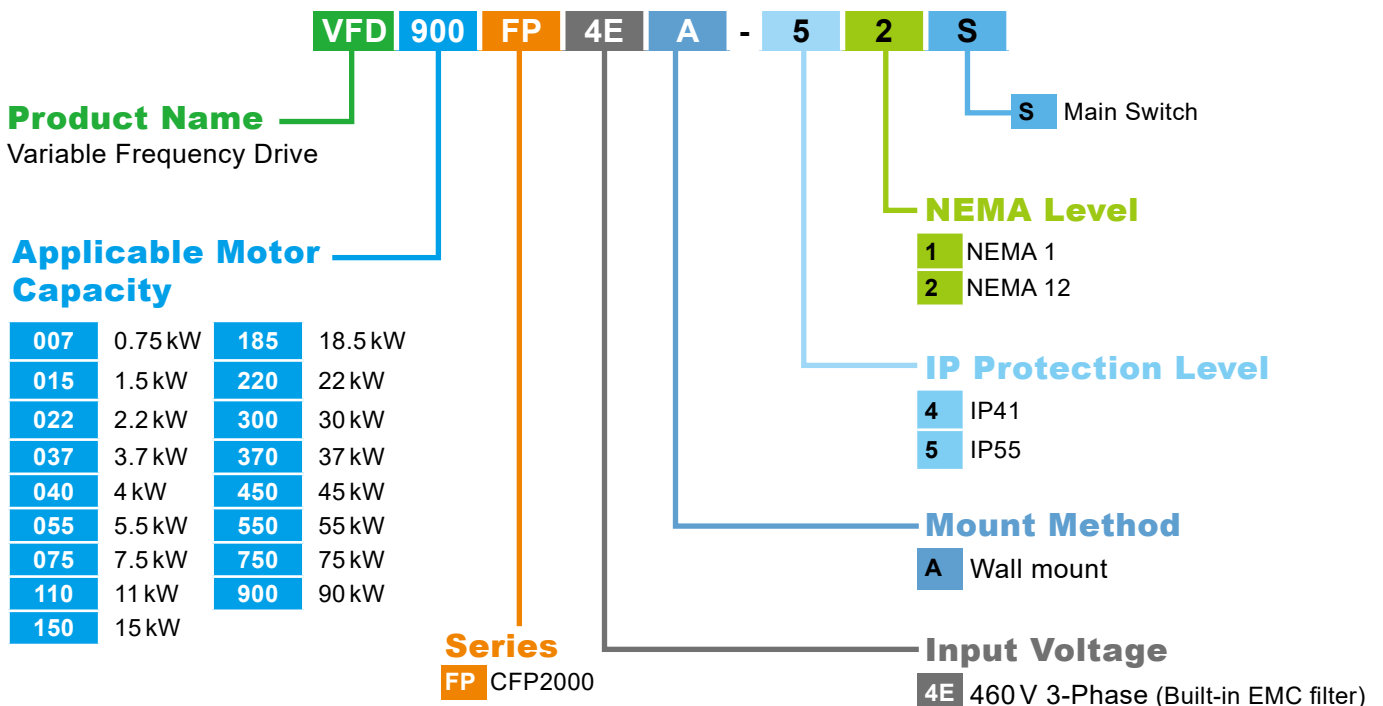 VFD 900 FP 4E A - 5 2 S
S Main Switch
Product Name
Variable Frequency Drive
NEMA Level
1 NEMA 1
2 NEMA 12
Applicable Motor
Capacity
007 0.75 kW 185 18.5 kW
015 1.5 kW 220 22 kW
022 2.2 kW 300 30 kW
037 3.7 kW 370 37 kW
040 4 kW 450 45 kW
055 5.5 kW 550 55 kW
075 7.5 kW 750 75 kW
110 11 kW 900 90 kW
150 15 kW
IP Protection Level
4 IP41
5 IP55
Mount Method
A Wall mount
Series
FP CFP2000
Input Voltage
4E 460 V 3-Phase (Built-in EMC filter)